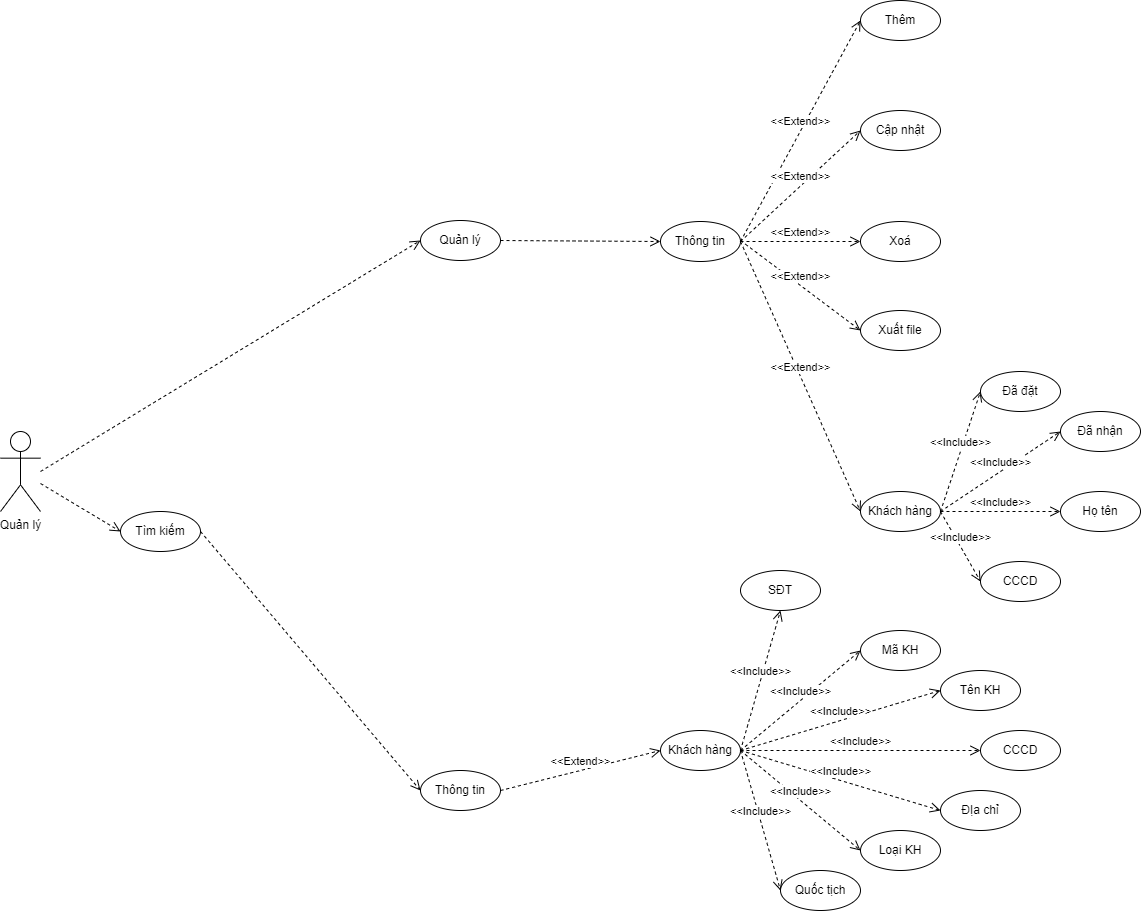 Thêm
<<Extend>>
Cập nhật
<<Extend>>
Quản lý
Thông tin
<<Extend>>
Xoá
<<Extend>>
Xuất file
<<Extend>>
Đã đặt
<<Include>>
Đã nhận
<<Include>>
Khách hàng
<<Include>>
Họ tên
<<Include>>
CCCD
Quản lý
Tìm kiếm
SĐT
<<Include>>
Mã KH
<<Include>>
Tên KH
<<Include>>
Thông tin
<<Extend>>
Khách hàng
<<Include>>
CCCD
<<Include>>
Địa chỉ
<<Include>>
Loại KH
<<Include>>
Quốc tịch